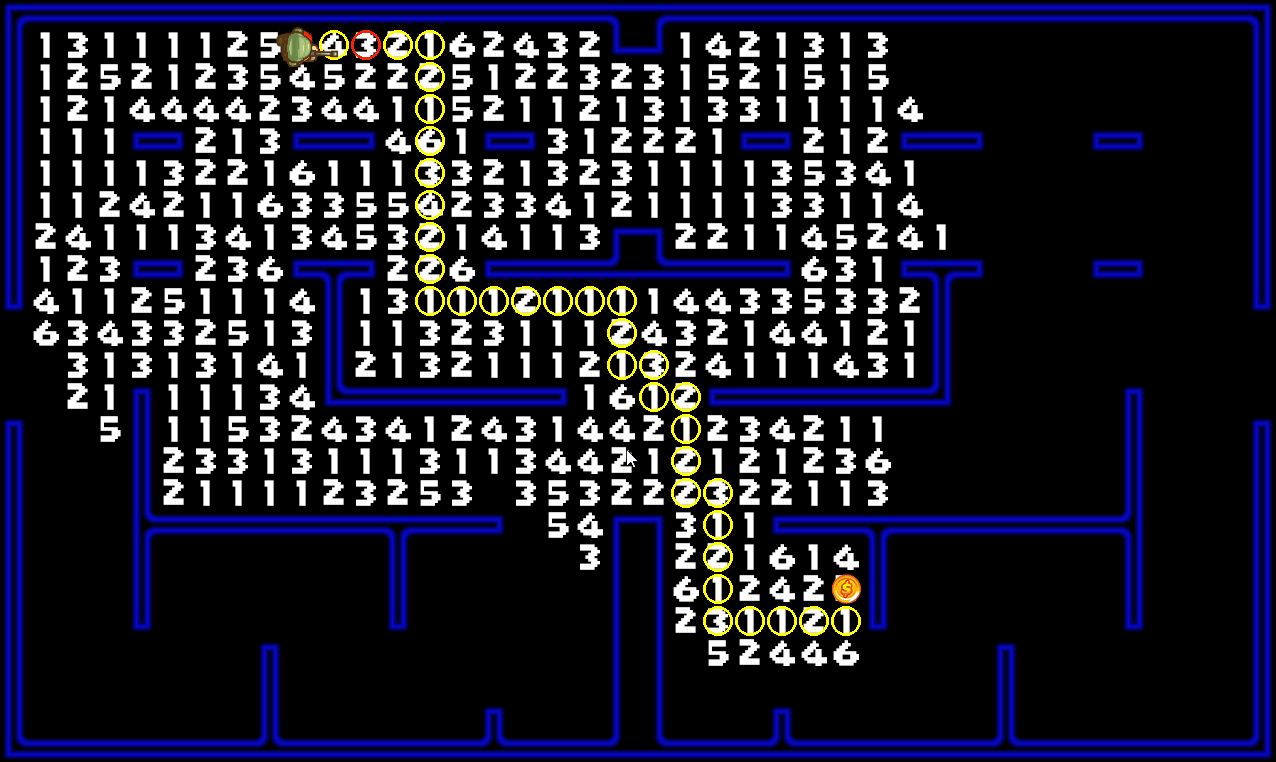 1 3 1 1 1 1 2 5 4 3 2 1 6 2 4 3 2 1 4 2 1 3 1 3
1 2 5 2 1 2 3 5 4 5 2 2 2 5 1 2 2 3 2 3 1 5 2 1 5 1 5
1 2 1 4 4 4 4 2 3 4 4 1 1 5 2 1 1 2 1 3 1 3 3 1 1 1 1 4
1 1 1 2 1 3 4 6 1 3 1 2 2 2 1 2 1 2
1 1 1 1 3 2 2 1 6 1 1 1 3 3 2 1 3 2 3 1 1 1 1 3 5 3 4 1
1 1 2 4 2 1 1 6 3 3 5 5 4 2 3 3 4 1 2 1 1 1 1 3 3 1 1 4
2 4 1 1 1 3 4 1 3 4 5 3 2 1 4 1 1 3 2 2 1 1 4 5 2 4 1
1 2 3 2 3 6 2 2 6 6 3 1
4 1 1 2 5 1 1 1 4 1 3 1 1 1 2 1 1 1 1 4 4 3 3 5 3 3 2
6 3 4 3 3 2 5 1 3 1 1 3 2 3 1 1 1 2 4 3 2 1 4 4 1 2 1
3 1 3 1 3 1 4 1 2 1 3 2 1 1 1 2 1 3 2 4 1 1 1 4 3 1
2 1 1 1 1 3 4 1 6 1 2
5 1 1 5 3 2 4 3 4 1 2 4 3 1 4 4 2 1 2 3 4 2 1 1
2 3 3 1 3 1 1 1 3 1 1 3 4 4 2 1 2 1 2 1 2 3 6
2 1 1 1 1 2 3 2 5 3 3 5 3 2 2 2 3 2 2 1 1 3
5 4 3 1 1
3 2 2 1 6 1 4
6 1 2 4 2 $
2 3 1 1 2 1
5 2 4 4 6